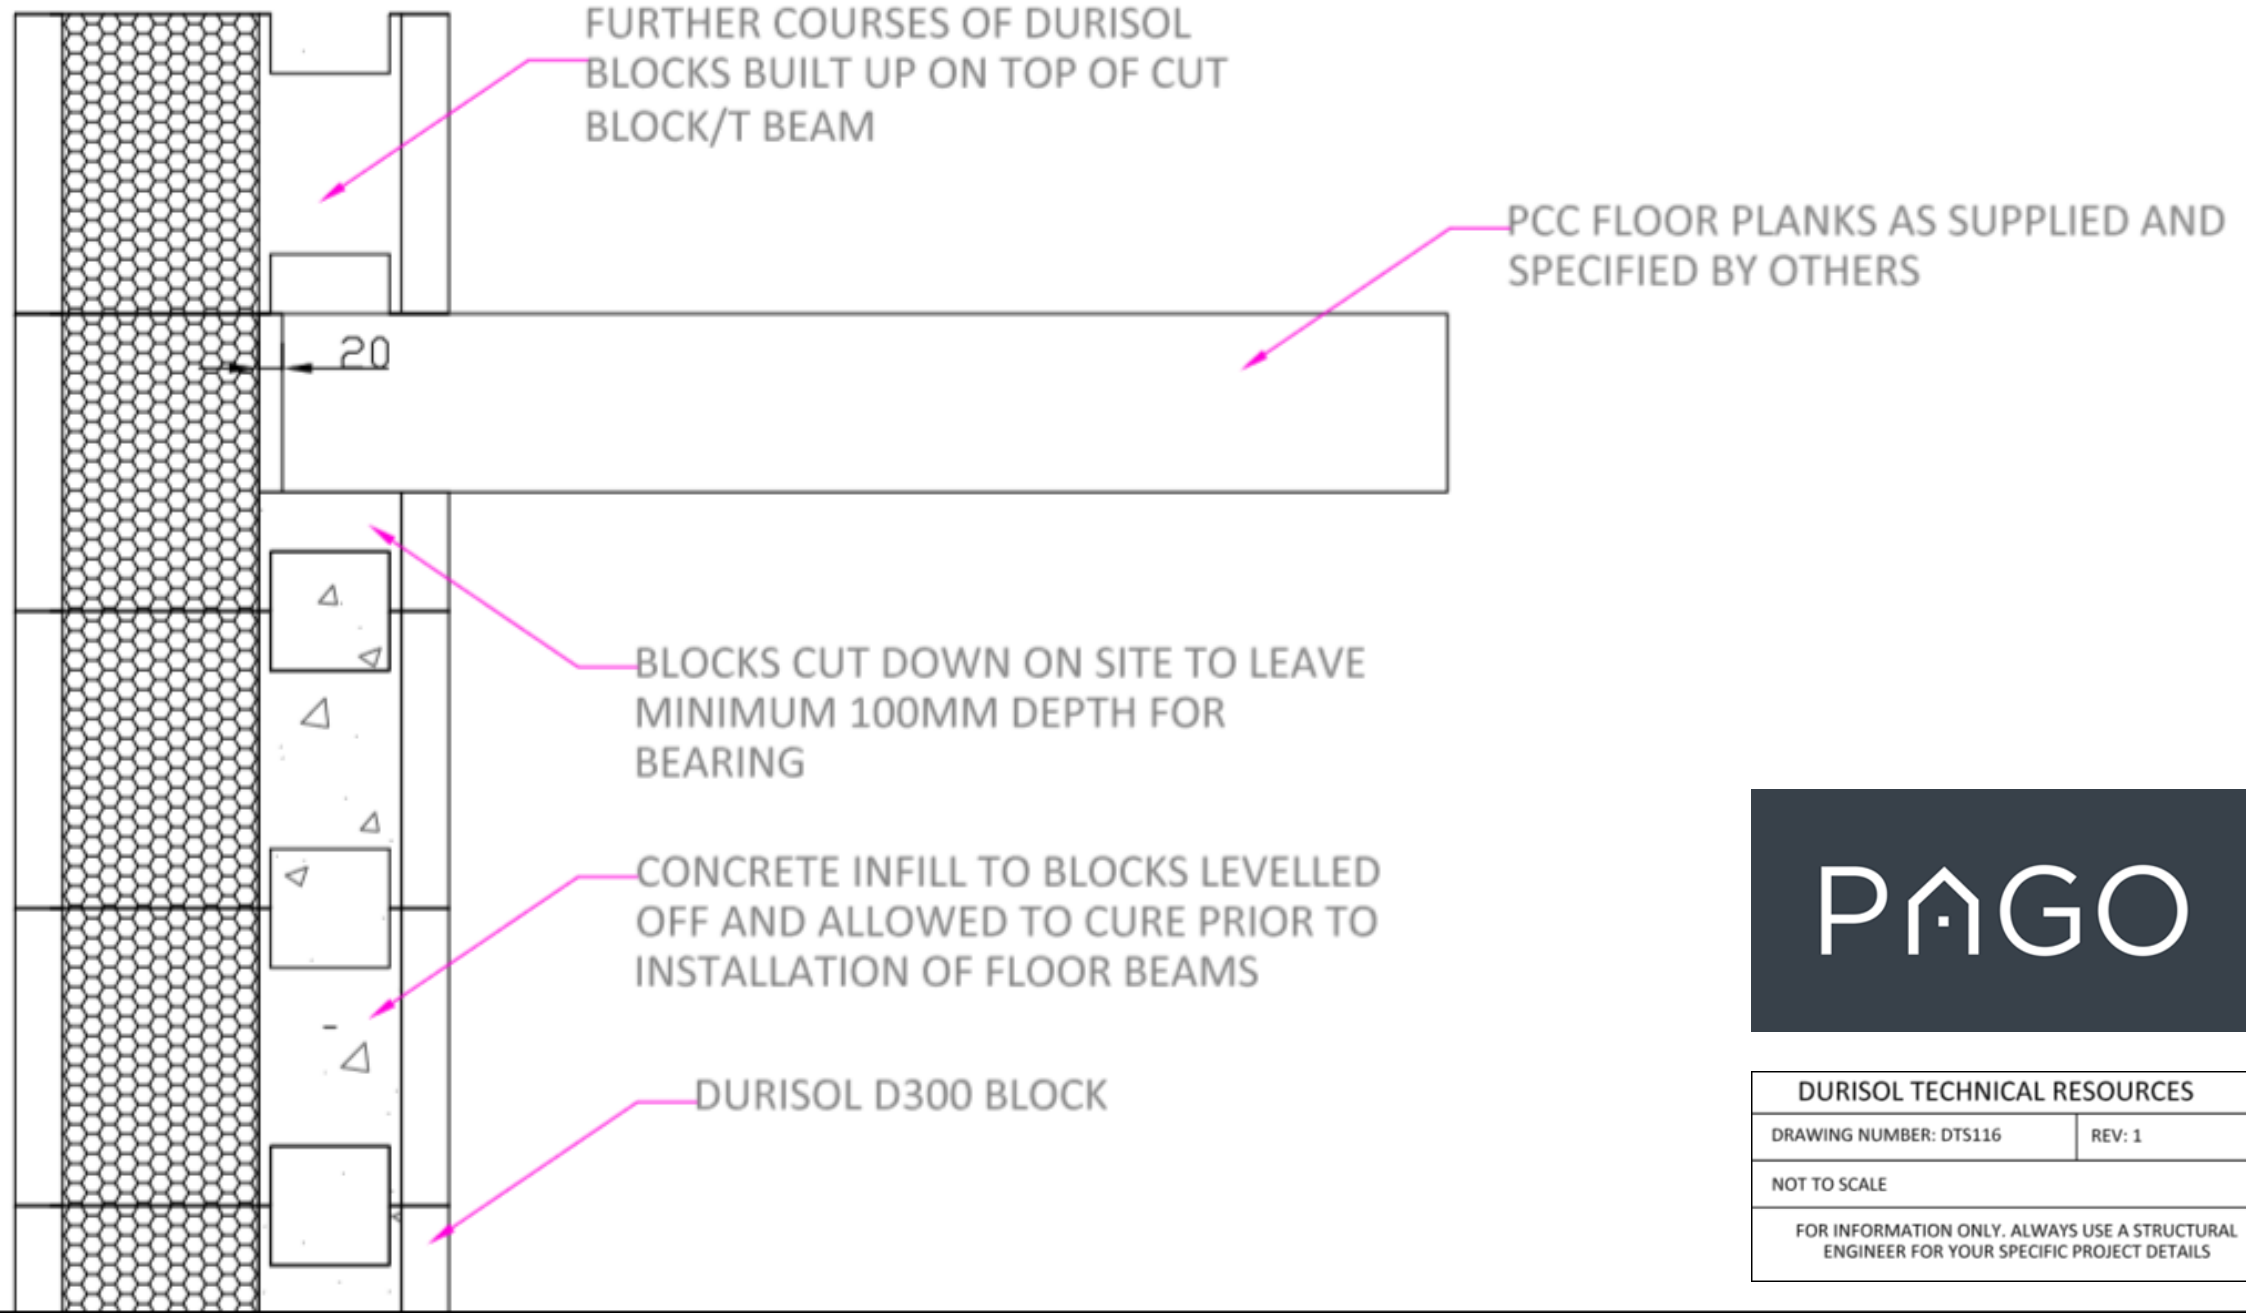 FURTHER COURSES OF DURISOL
BLOCKS BUILT UP ON TOP OF CUT
BLOCK/T BEAM
PCC FLOOR PLANKS AS SUPPLIED AND
SPECIFIED BY OTHERS
20
BLOCKS CUT DOWN ON SITE TO LEAVE
MINIMUM 100MM DEPTH FOR
BEARING
CONCRETE INFILL TO BLOCKS LEVELLED
OFF AND ALLOWED TO CURE PRIOR TO
INSTALLATION OF FLOOR BEAMS
DURISOL D300 BLOCK
PAGO
DURISOL TECHNICAL RESOURCES
DRAWING NUMBER: DTS116
REV: 1
NOT TO SCALE
FOR INFORMATION ONLY. ALWAYS USE A STRUCTURAL
ENGINEER FOR YOUR SPECIFIC PROJECT DETAILS